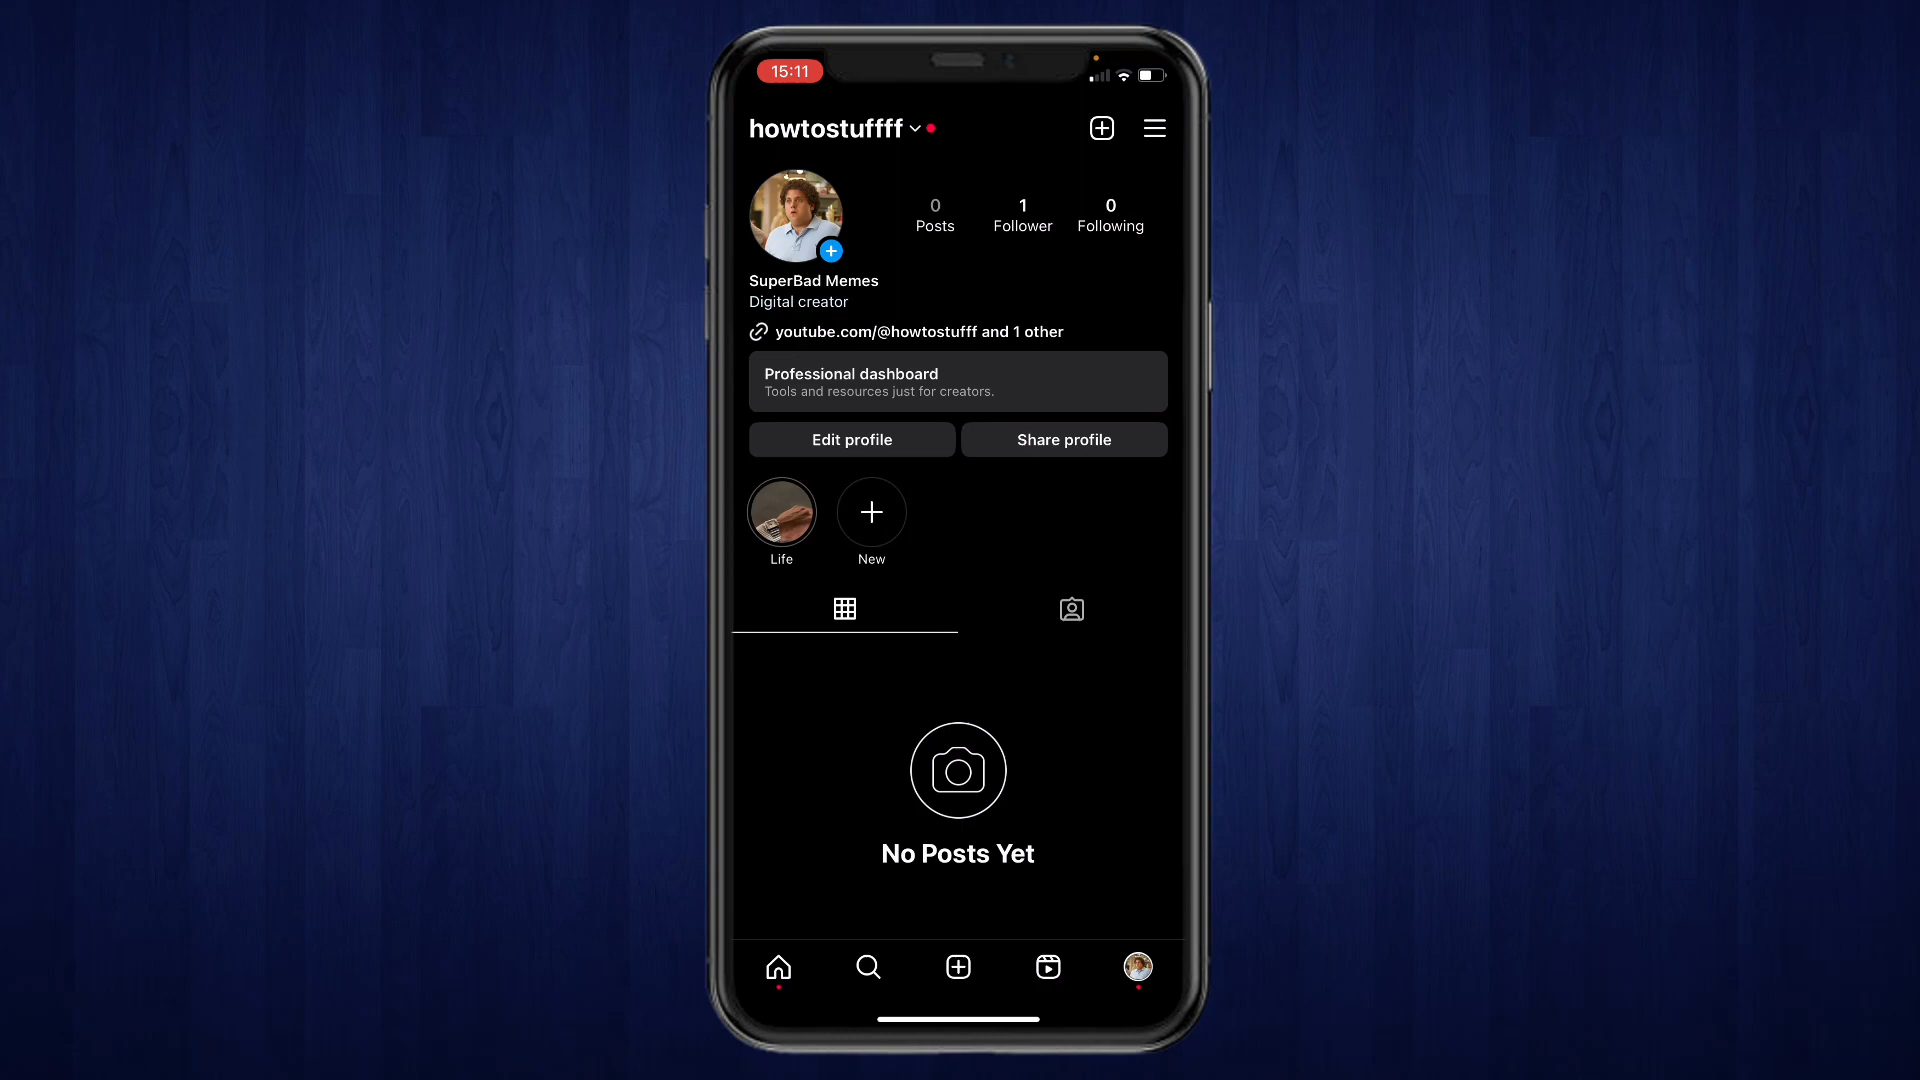 15:11
howtostuffff
0 1 0
Posts Follower Following
SuperBad Memes
Digital creator
youtube.com/@howtostufff and 1 other
Professional dashboard
Tools and resources just for creators.
Edit profile Share profile
Life New
No Posts Yet